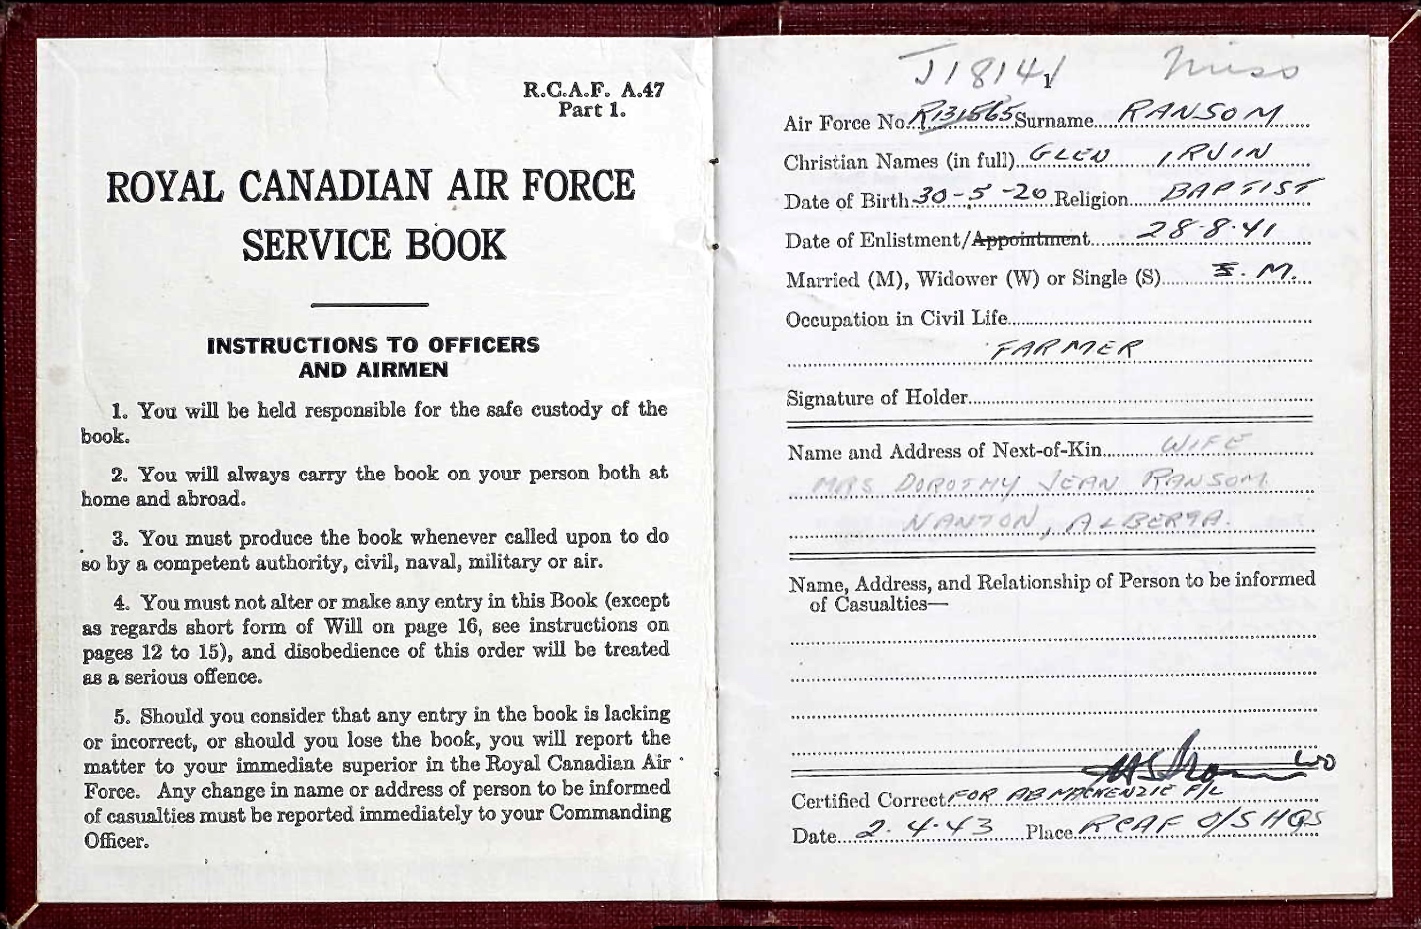 R.C.A.F. A.47
Part 1.
ROYAL CANADIAN AIR FORCE
SERVICE BOOK
INSTRUCTIONS TO OFFICERS
AND AIRMEN
1. You will be held responsible for the safe custody of the
book.
2. You will always carry the book on your person both at
home and abroad.
3. You must produce the book whenever called upon to do
so by a competent authority, civil, naval, military or air.
4. You must not alter or make any entry in this Book (except
as regards short form of Will on page 16, see instructions on
pages 12 to 15), and disobedience of this order will be treated
as a serious offence.
5. Should you consider that any entry in the book is lacking
or incorrect, or should you lose the book, you will report the
matter to your immediate superior in the Royal Canadian Air
Force. Any change in name or address of person to be informed
of casualties must be reported immediately to your Commanding
Officer.
J18141 Miss
1
Air Force No. R131565 Surname RANSOM
Christian Names (in full) GLEN IRVIN
Date of Birth 30-5-20 Religion BAPTIST
Date of Enlistment/Appointment 28-8-41
Married (M), Widower (W) or Single (S) S. M.
Occupation in Civil Life
FARMER
Signature of Holder
Name and Address of Next-of-Kin WIFE
MRS DOROTHY JEAN RANSOM
NANTON, ALBERTA.
Name, Address, and Relationship of Person to be informed
of Casualties—
WO
Certified Correct FOR AB MACKENZIE F/L
Date 2.4.43 Place RCAF O/S HQS